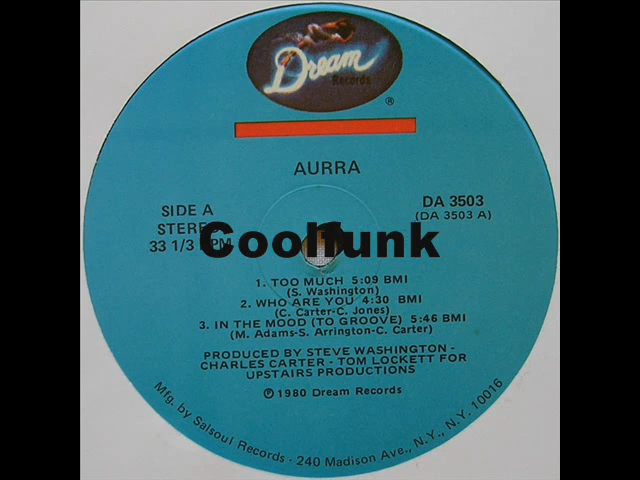 Dream
Records
®
AURRA
SIDE A
STEREO
33 1/3 RPM
DA 3503
(DA 3503 A)
Coolfunk
1. TOO MUCH 5:09 BMI
(S. Washington)
2. WHO ARE YOU 4:30 BMI
(C. Carter-C. Jones)
3. IN THE MOOD (TO GROOVE) 5:46 BMI
(M. Adams-S. Arrington-C. Carter)
PRODUCED BY STEVE WASHINGTON -
CHARLES CARTER - TOM LOCKETT FOR
UPSTAIRS PRODUCTIONS
℗ 1980 Dream Records
Mfg. by Salsoul Records - 240 Madison Ave., N.Y., N.Y. 10016